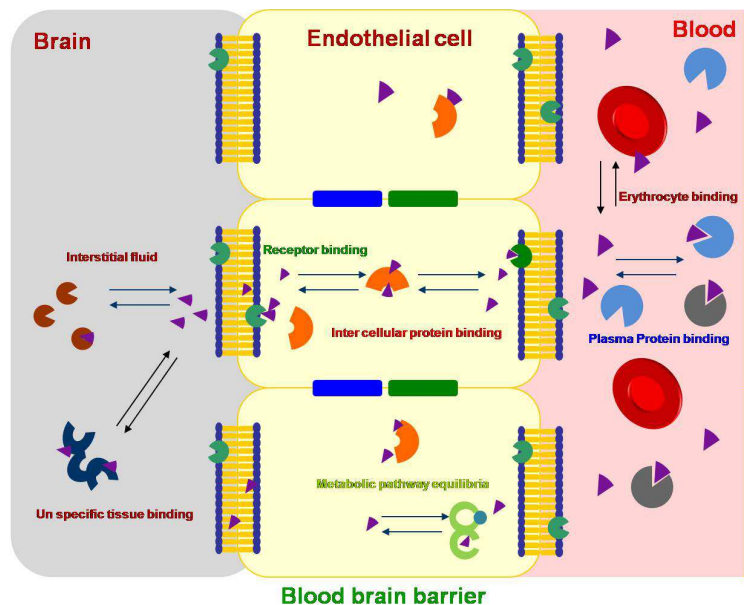 Brain
Endothelial cell
Blood
Erythrocyte binding
Interstitial fluid
Receptor binding
Inter cellular protein binding
Plasma Protein binding
Metabolic pathway equilibria
Un specific tissue binding
Blood brain barrier